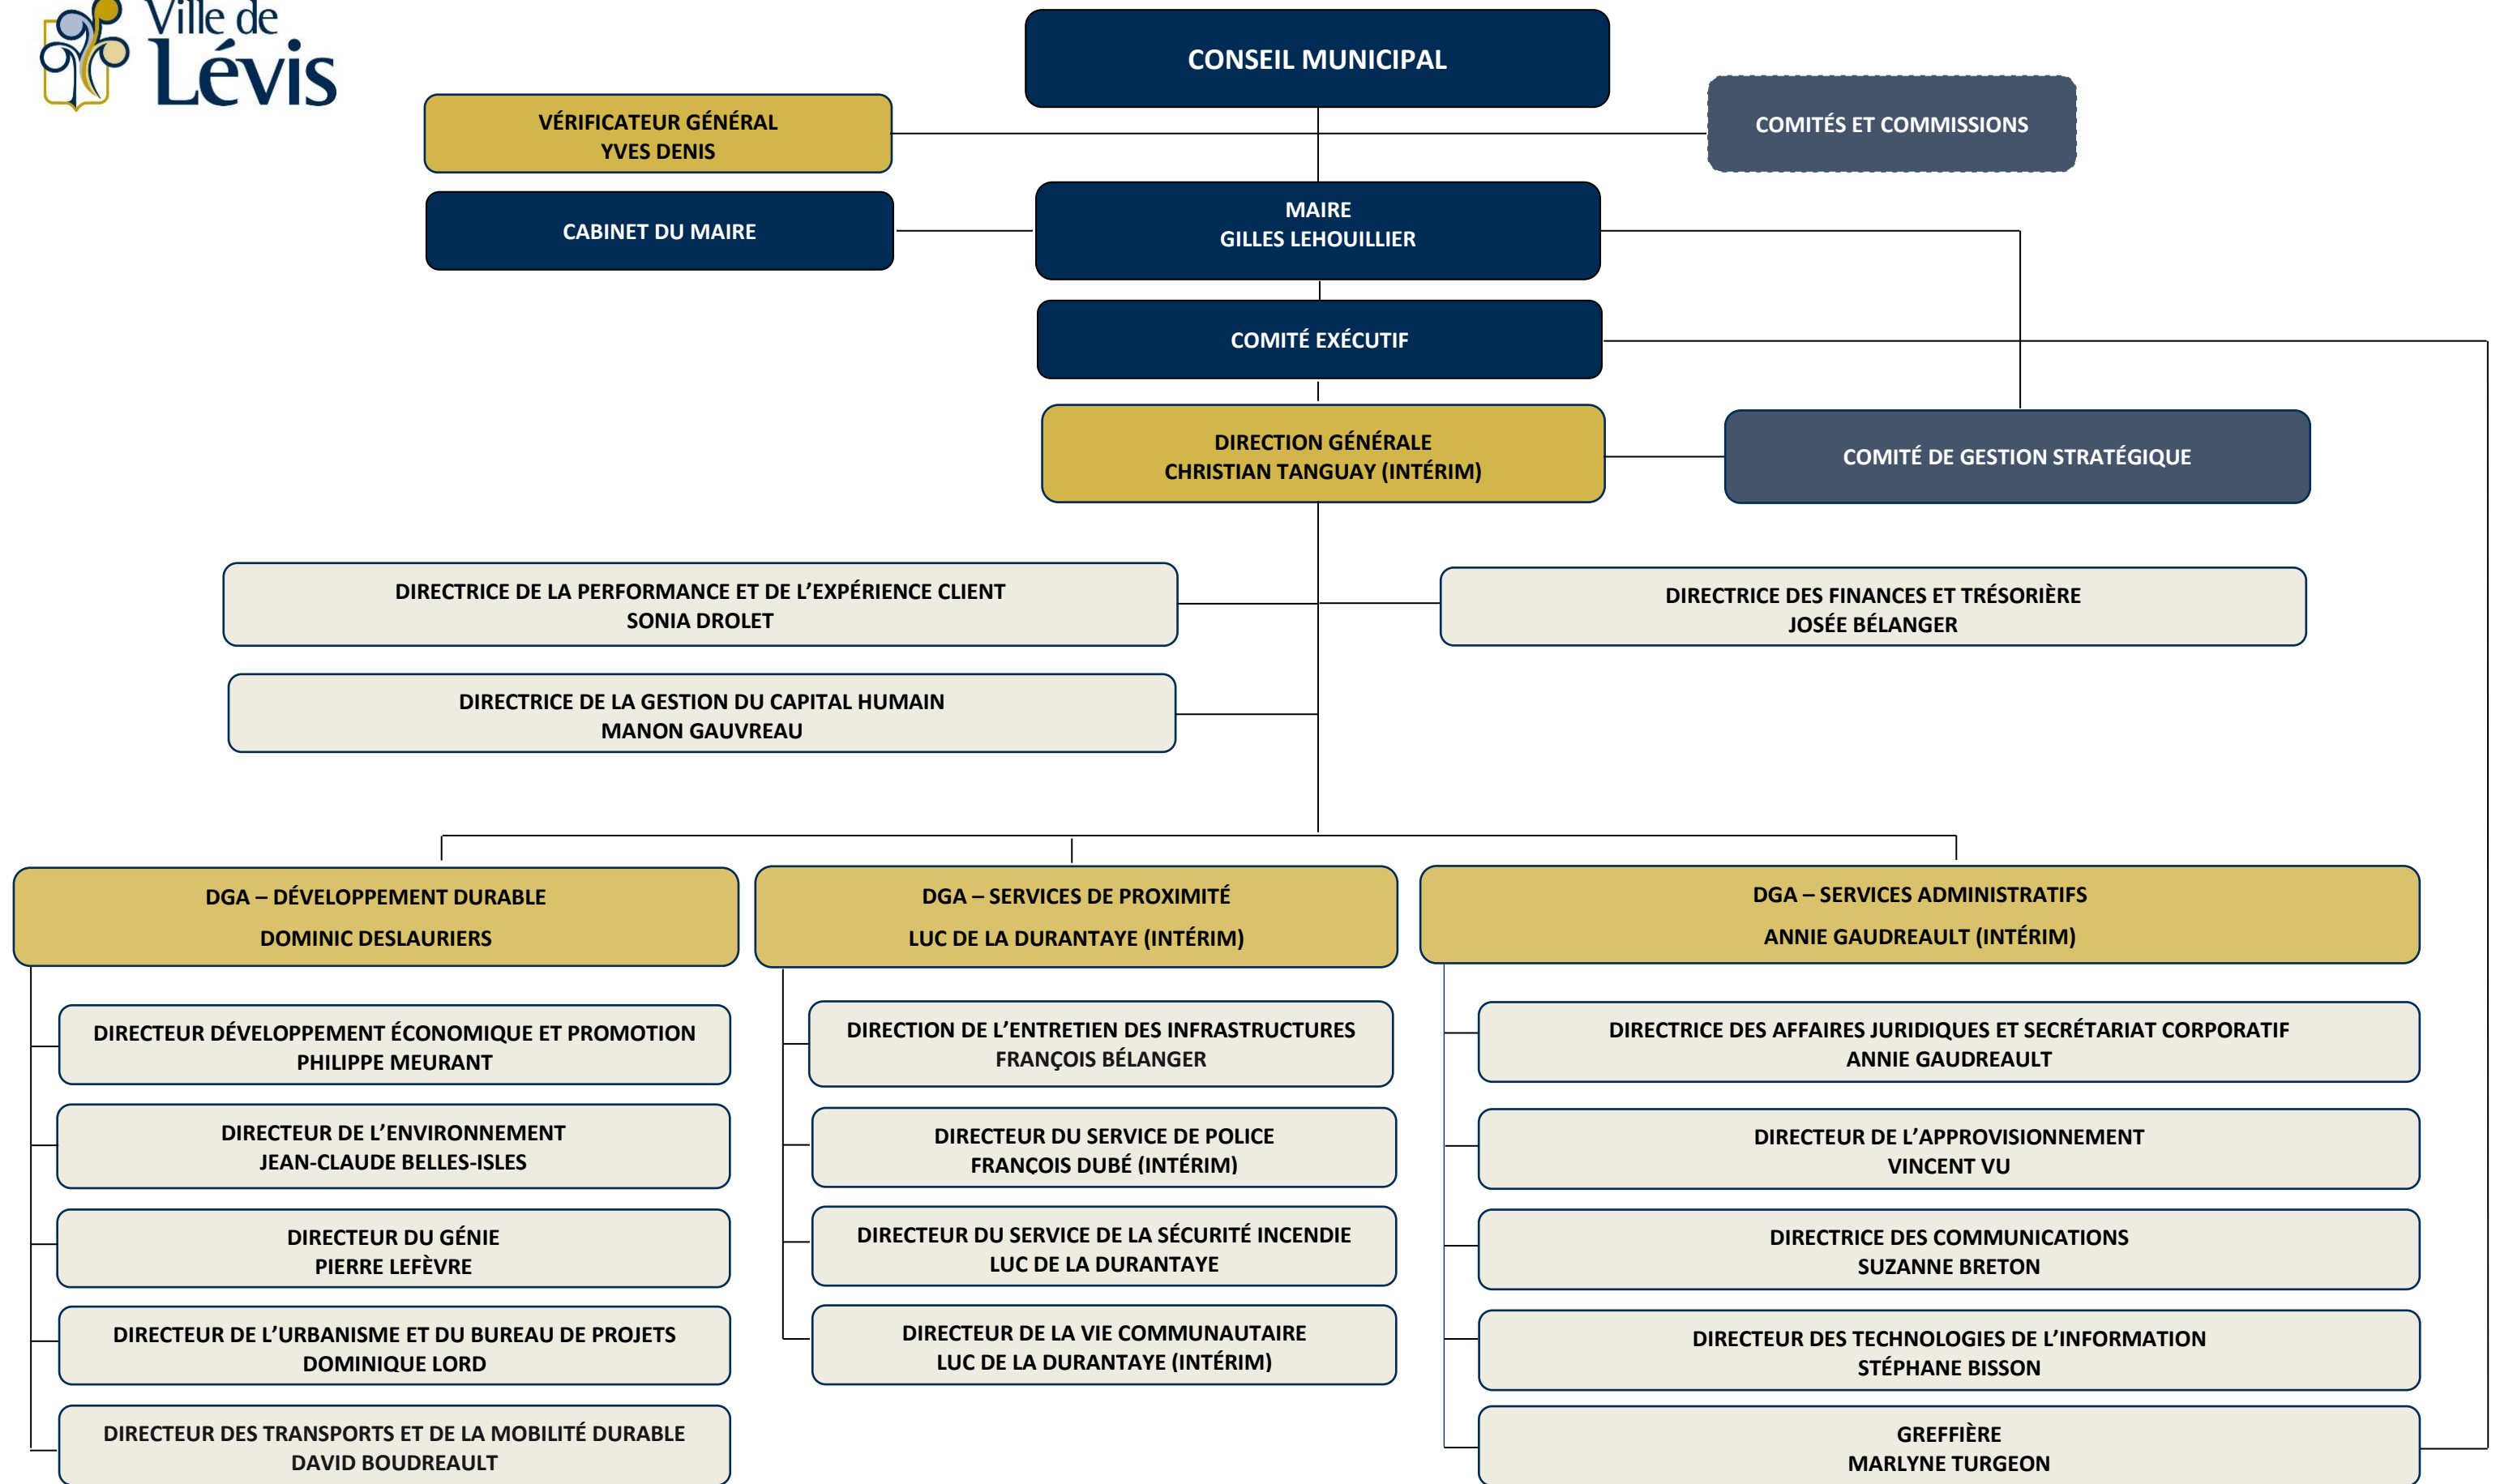 Ville de
Lévis
CONSEIL MUNICIPAL
VÉRIFICATEUR GÉNÉRAL
YVES DENIS
COMITÉS ET COMMISSIONS
CABINET DU MAIRE
MAIRE
GILLES LEHOUILLIER
COMITÉ EXÉCUTIF
DIRECTION GÉNÉRALE
CHRISTIAN TANGUAY (INTÉRIM)
COMITÉ DE GESTION STRATÉGIQUE
DIRECTRICE DE LA PERFORMANCE ET DE L’EXPÉRIENCE CLIENT
SONIA DROLET
DIRECTRICE DES FINANCES ET TRÉSORIÈRE
JOSÉE BÉLANGER
DIRECTRICE DE LA GESTION DU CAPITAL HUMAIN
MANON GAUVREAU
DGA – DÉVELOPPEMENT DURABLE
DOMINIC DESLAURIERS
DIRECTEUR DÉVELOPPEMENT ÉCONOMIQUE ET PROMOTION
PHILIPPE MEURANT
DIRECTEUR DE L’ENVIRONNEMENT
JEAN-CLAUDE BELLES-ISLES
DIRECTEUR DU GÉNIE
PIERRE LEFÈVRE
DIRECTEUR DE L’URBANISME ET DU BUREAU DE PROJETS
DOMINIQUE LORD
DIRECTEUR DES TRANSPORTS ET DE LA MOBILITÉ DURABLE
DAVID BOUDREAULT
DGA – SERVICES DE PROXIMITÉ
LUC DE LA DURANTAYE (INTÉRIM)
DIRECTION DE L’ENTRETIEN DES INFRASTRUCTURES
FRANÇOIS BÉLANGER
DIRECTEUR DU SERVICE DE POLICE
FRANÇOIS DUBÉ (INTÉRIM)
DIRECTEUR DU SERVICE DE LA SÉCURITÉ INCENDIE
LUC DE LA DURANTAYE
DIRECTEUR DE LA VIE COMMUNAUTAIRE
LUC DE LA DURANTAYE (INTÉRIM)
DGA – SERVICES ADMINISTRATIFS
ANNIE GAUDREAULT (INTÉRIM)
DIRECTRICE DES AFFAIRES JURIDIQUES ET SECRÉTARIAT CORPORATIF
ANNIE GAUDREAULT
DIRECTEUR DE L’APPROVISIONNEMENT
VINCENT VU
DIRECTRICE DES COMMUNICATIONS
SUZANNE BRETON
DIRECTEUR DES TECHNOLOGIES DE L’INFORMATION
STÉPHANE BISSON
GREFFIÈRE
MARLYNE TURGEON